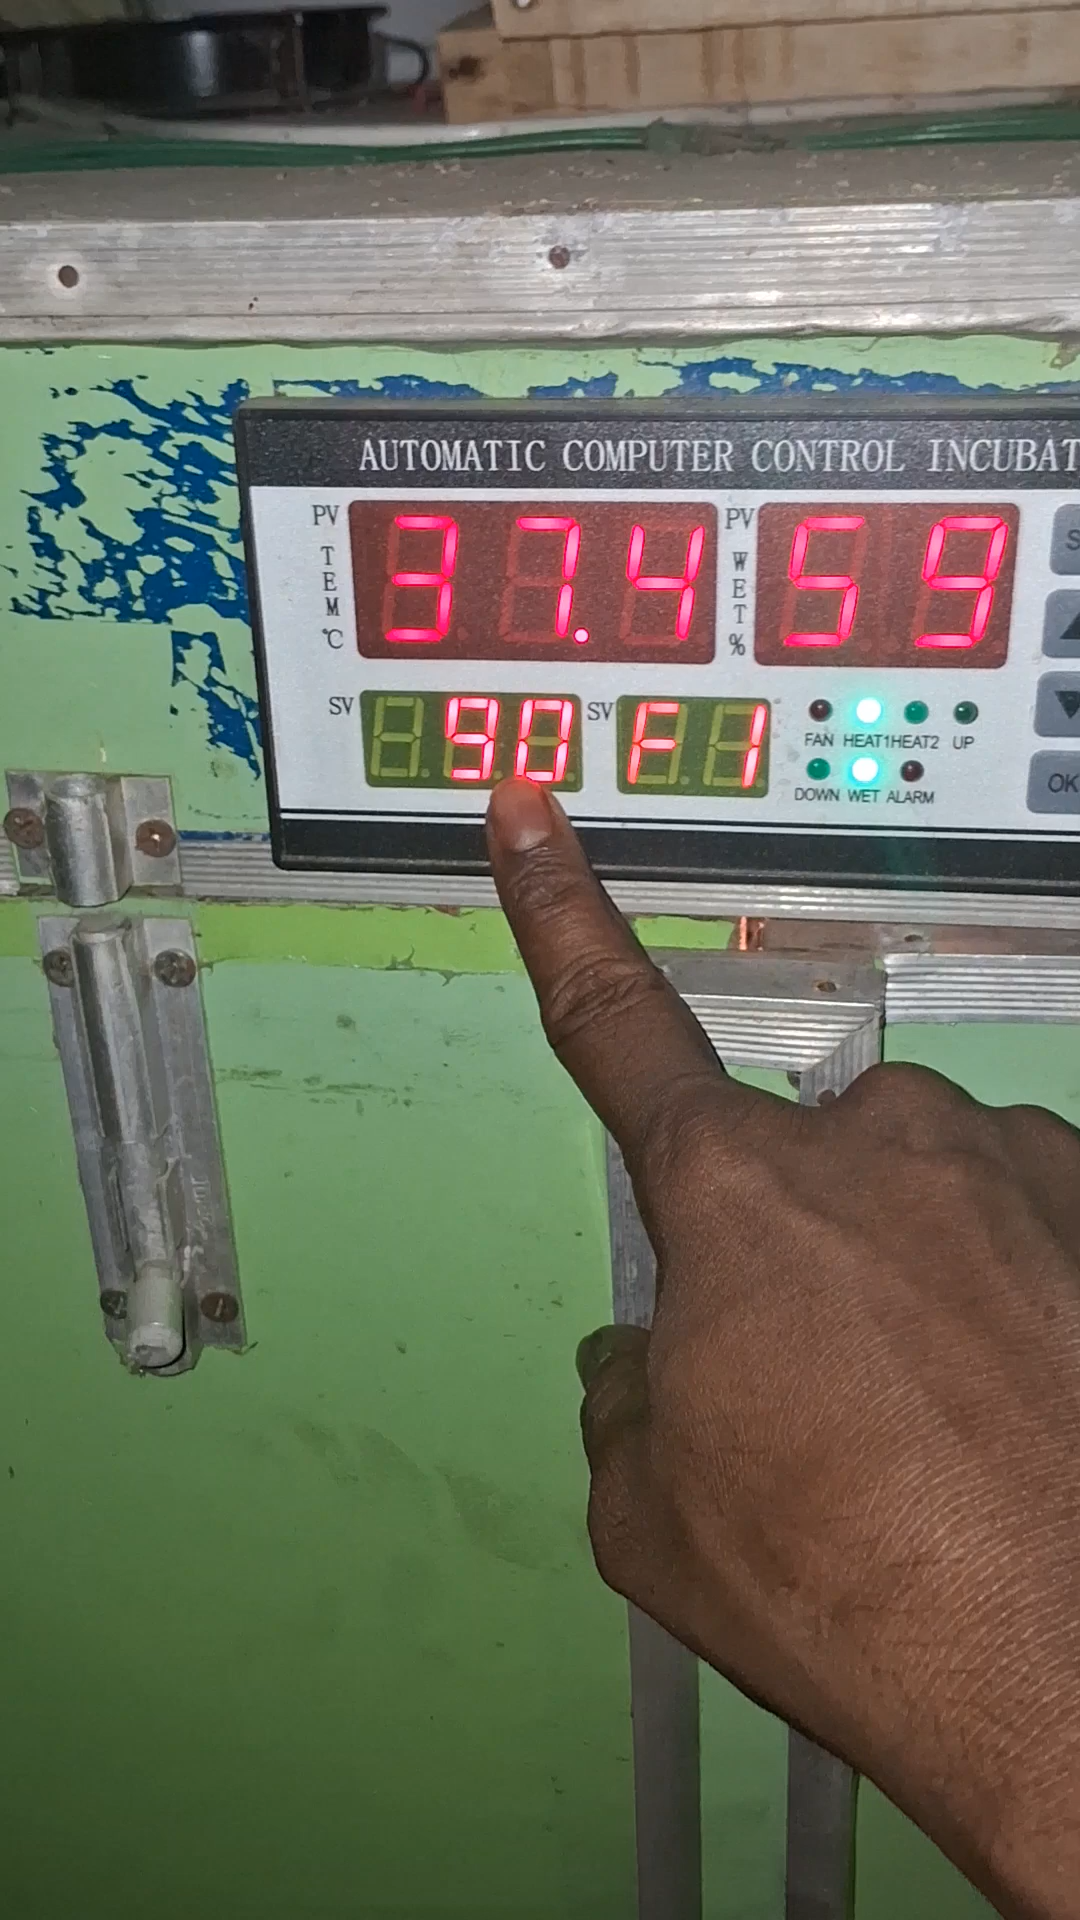 AUTOMATIC COMPUTER CONTROL INCUBAT
PV TEM ℃ 37.4 PV WET % 59 S
SV 90 SV F1
FAN HEAT1 HEAT2 UP
DOWN WET ALARM
OK